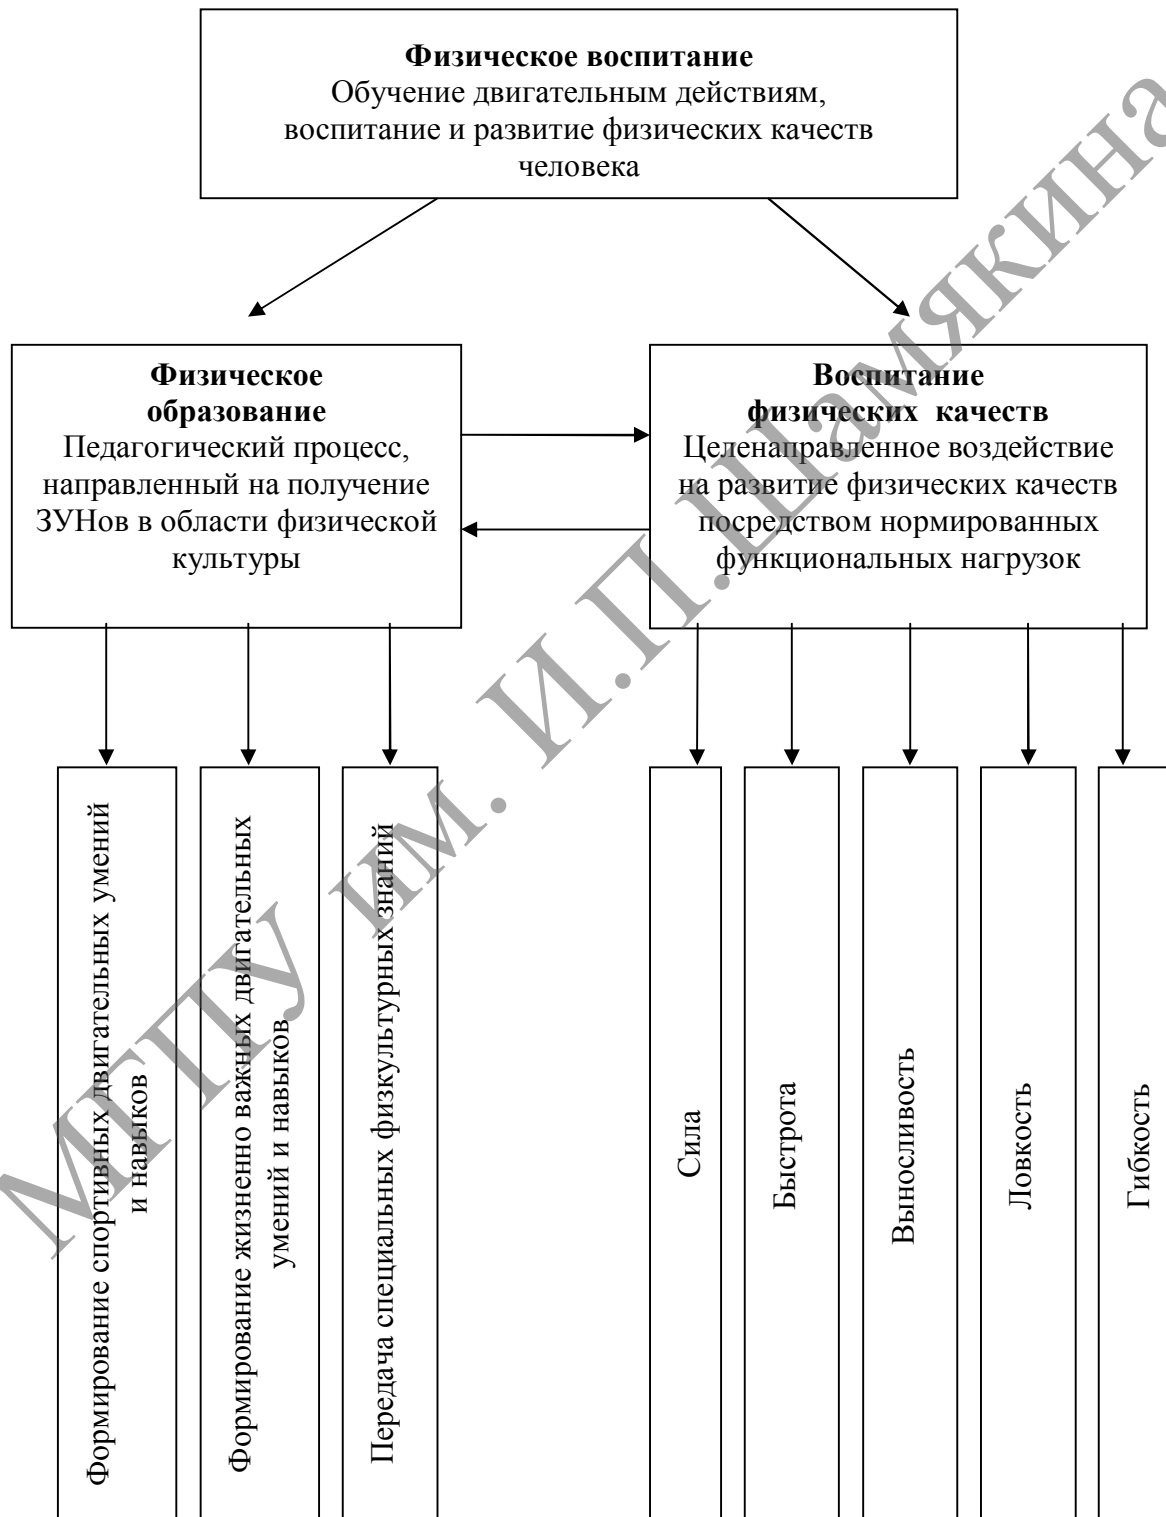 Физическое воспитание
Обучение двигательным действиям,
воспитание и развитие физических качеств
человека
Физическое
образование
Педагогический процесс,
направленный на получение
ЗУНов в области физической
культуры
Воспитание
физических качеств
Целенаправленное воздействие
на развитие физических качеств
посредством нормированных
функциональных нагрузок
Формирование спортивных двигательных умений
и навыков
Формирование жизненно важных двигательных
умений и навыков
Передача специальных физкультурных знаний
Сила
Быстрота
Выносливость
Ловкость
Гибкость
МГПУ им. И.П.Шамякина